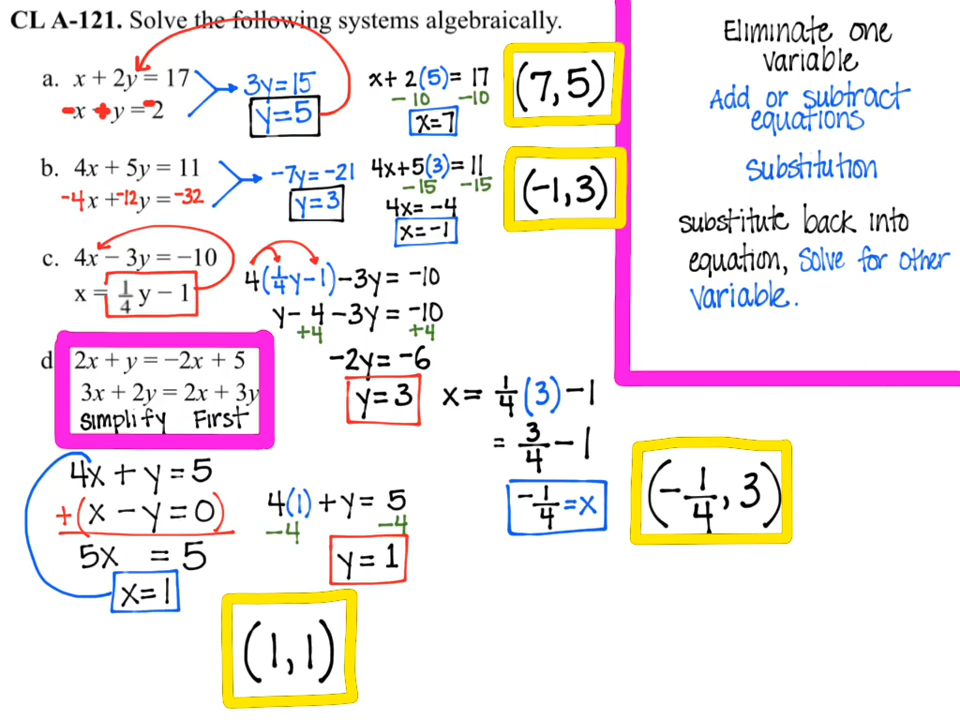 CL A-121. Solve the following systems algebraically.
a. x + 2y = 17
-x + y = -2
3y = 15
y = 5
x + 2(5) = 17
-10 -10
x = 7
(7, 5)
b. 4x + 5y = 11
-4x + -12y = -32
-7y = -21
y = 3
4x + 5(3) = 11
-15 -15
4x = -4
x = -1
(-1, 3)
c. 4x − 3y = −10
x = 1/4 y − 1
4(1/4 y - 1) - 3y = -10
y - 4 - 3y = -10
+4 +4
-2y = -6
y = 3
x = 1/4 (3) - 1
= 3/4 - 1
-1/4 = x
(-1/4, 3)
d 2x + y = −2x + 5
3x + 2y = 2x + 3y
Simplify First
4x + y = 5
+(x - y = 0)
5x = 5
x = 1
4(1) + y = 5
-4 -4
y = 1
(1, 1)
Eliminate one
variable
Add or subtract
equations
Substitution
substitute back into
equation, Solve for other
variable.